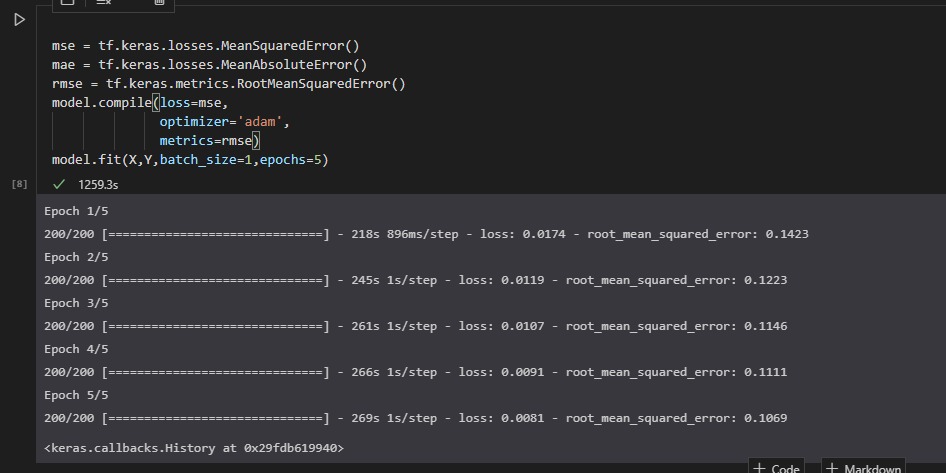 mse = tf.keras.losses.MeanSquaredError()
mae = tf.keras.losses.MeanAbsoluteError()
rmse = tf.keras.metrics.RootMeanSquaredError()
model.compile(loss=mse,
optimizer='adam',
metrics=rmse)
model.fit(X,Y,batch_size=1,epochs=5)
[8] 1259.3s
Epoch 1/5
200/200 [==============================] - 218s 896ms/step - loss: 0.0174 - root_mean_squared_error: 0.1423
Epoch 2/5
200/200 [==============================] - 245s 1s/step - loss: 0.0119 - root_mean_squared_error: 0.1223
Epoch 3/5
200/200 [==============================] - 261s 1s/step - loss: 0.0107 - root_mean_squared_error: 0.1146
Epoch 4/5
200/200 [==============================] - 266s 1s/step - loss: 0.0091 - root_mean_squared_error: 0.1111
Epoch 5/5
200/200 [==============================] - 269s 1s/step - loss: 0.0081 - root_mean_squared_error: 0.1069
<keras.callbacks.History at 0x29fdb619940>
+ Code + Markdown